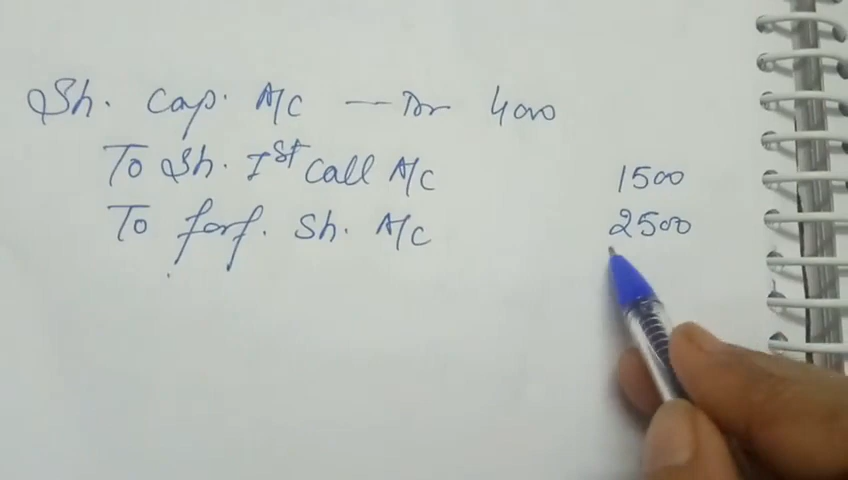 Sh. Cap. A/C — Dr 4000
To Sh. Ist Call A/C 1500
To forf. Sh. A/C 2500